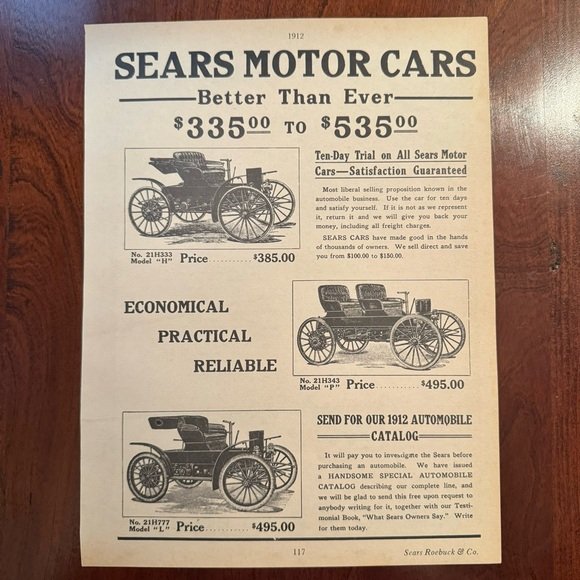 1912
SEARS MOTOR CARS
Better Than Ever
$335.00 TO $535.00
Ten-Day Trial on All Sears Motor
Cars—Satisfaction Guaranteed
Most liberal selling proposition known in the
automobile business. Use the car for ten days
and satisfy yourself. If it is not as we represent
it, return it and we will give you back your
money, including all freight charges.
SEARS CARS have made good in the hands
of thousands of owners. We sell direct and save
you from $100.00 to $150.00.
No. 21H333
Model "H" Price ............ $385.00
ECONOMICAL
PRACTICAL
RELIABLE
No. 21H343
Model "P" Price ............ $495.00
No. 21H777
Model "L" Price ............ $495.00
SEND FOR OUR 1912 AUTOMOBILE
CATALOG
It will pay you to investigate the Sears before
purchasing an automobile. We have issued
a HANDSOME SPECIAL AUTOMOBILE
CATALOG describing our complete line, and
we will be glad to send this free upon request to
anybody writing for it, together with our Testi-
monial Book, "What Sears Owners Say." Write
for them today.
117
Sears Roebuck & Co.